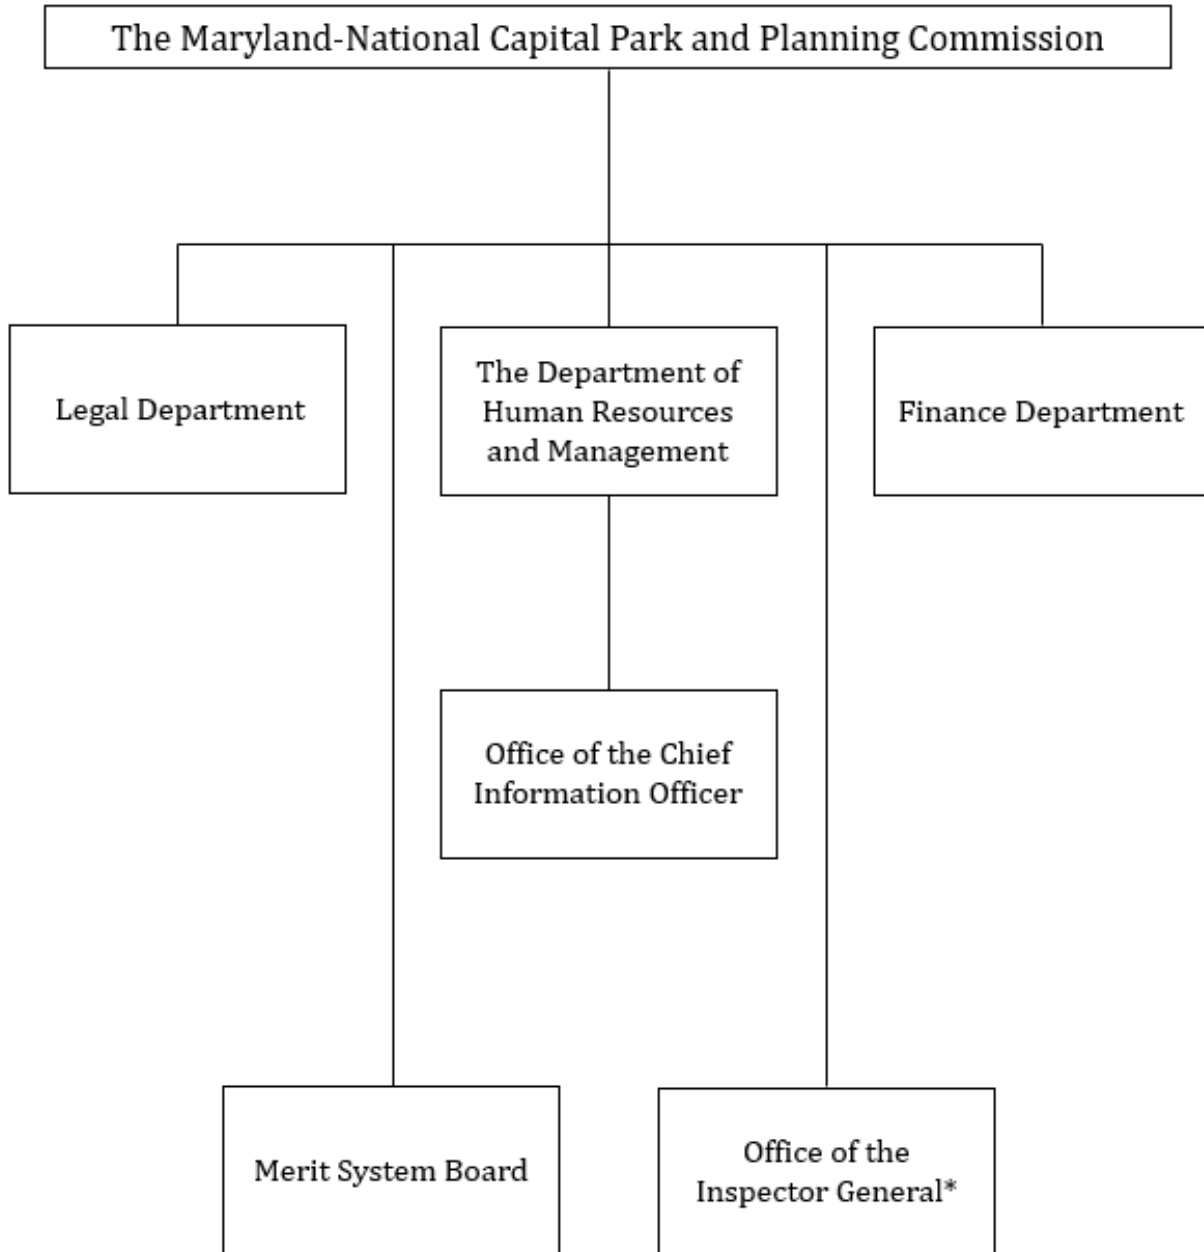 The Maryland-National Capital Park and Planning Commission
Legal Department
The Department of
Human Resources
and Management
Finance Department
Office of the Chief
Information Officer
Merit System Board
Office of the
Inspector General*